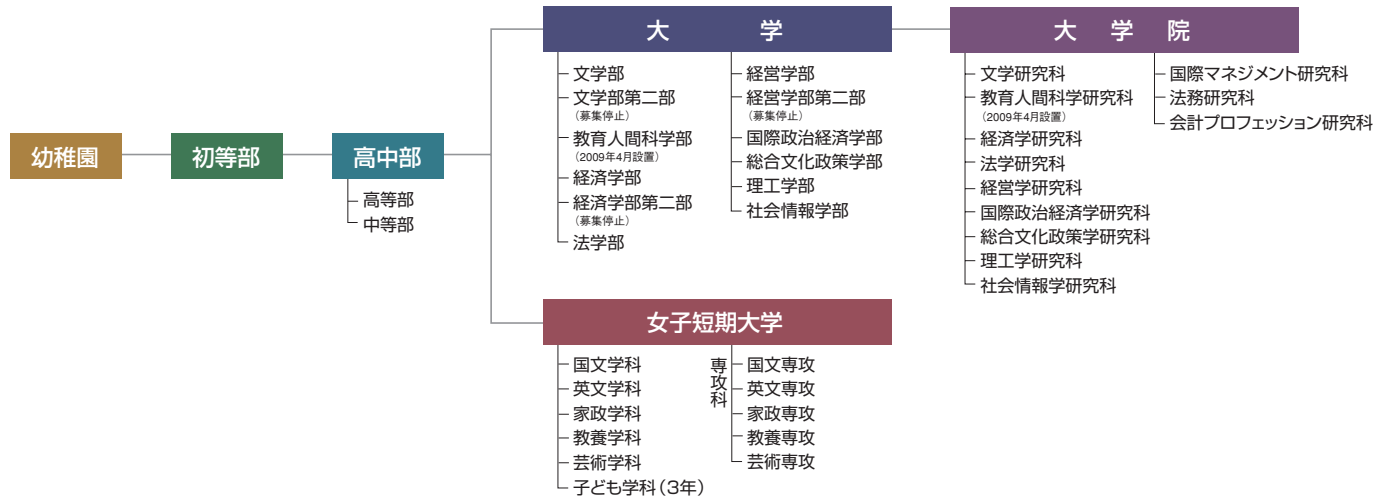 幼稚園
初等部
高中部
高等部
中等部
大学
文学部
文学部第二部
(募集停止)
教育人間科学部
(2009年4月設置)
経済学部
経済学部第二部
(募集停止)
法学部
経営学部
経営学部第二部
(募集停止)
国際政治経済学部
総合文化政策学部
理工学部
社会情報学部
大学院
文学研究科
教育人間科学研究科
(2009年4月設置)
経済学研究科
法学研究科
経営学研究科
国際政治経済学研究科
総合文化政策学研究科
理工学研究科
社会情報学研究科
国際マネジメント研究科
法務研究科
会計プロフェッション研究科
女子短期大学
国文学科
英文学科
家政学科
教養学科
芸術学科
子ども学科(3年)
専攻科
国文専攻
英文専攻
家政専攻
教養専攻
芸術専攻